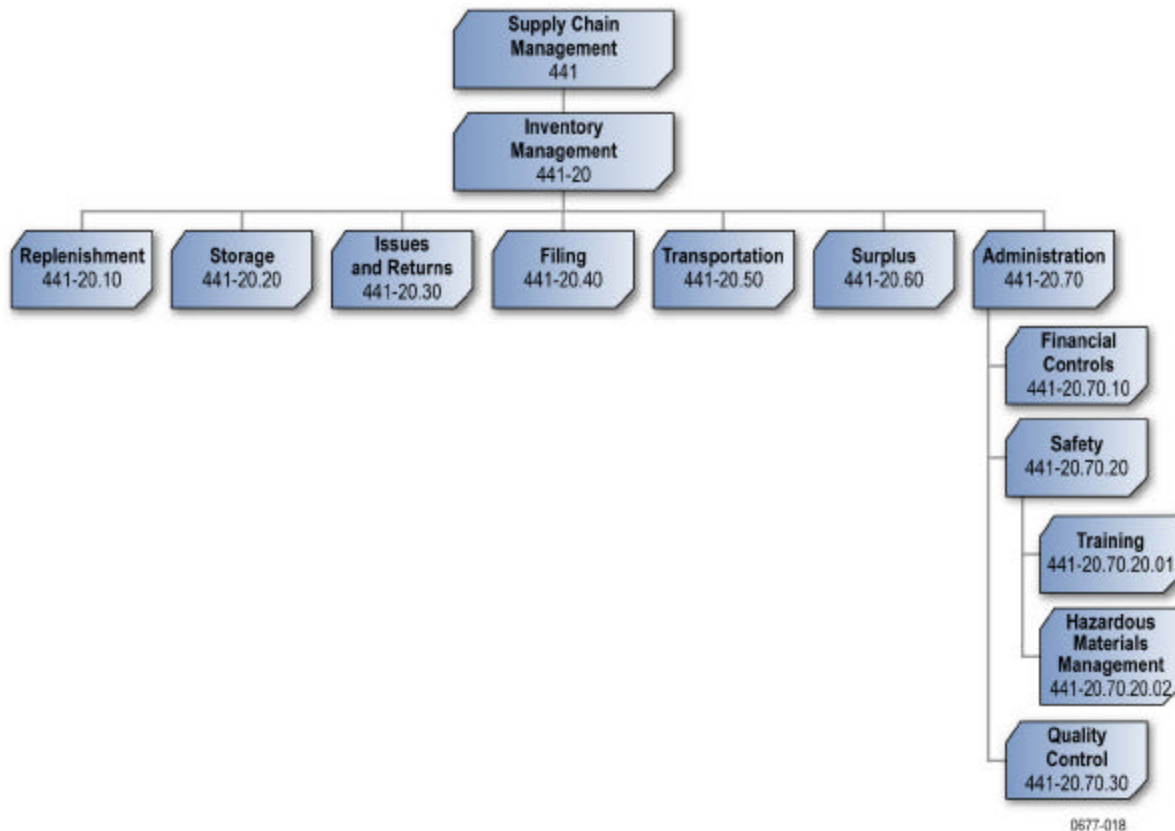 Supply Chain
Management
441
Inventory
Management
441-20
Replenishment
441-20.10
Storage
441-20.20
Issues
and Returns
441-20.30
Filing
441-20.40
Transportation
441-20.50
Surplus
441-20.60
Administration
441-20.70
Financial
Controls
441-20.70.10
Safety
441-20.70.20
Training
441-20.70.20.01
Hazardous
Materials
Management
441-20.70.20.02
Quality
Control
441-20.70.30
0677-018